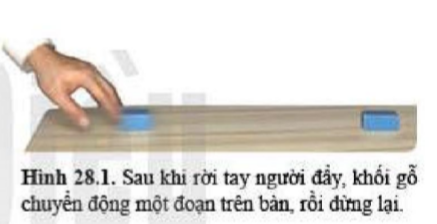 Hình 28.1. Sau khi rời tay người đẩy, khối gỗ
chuyển động một đoạn trên bàn, rồi dừng lại.